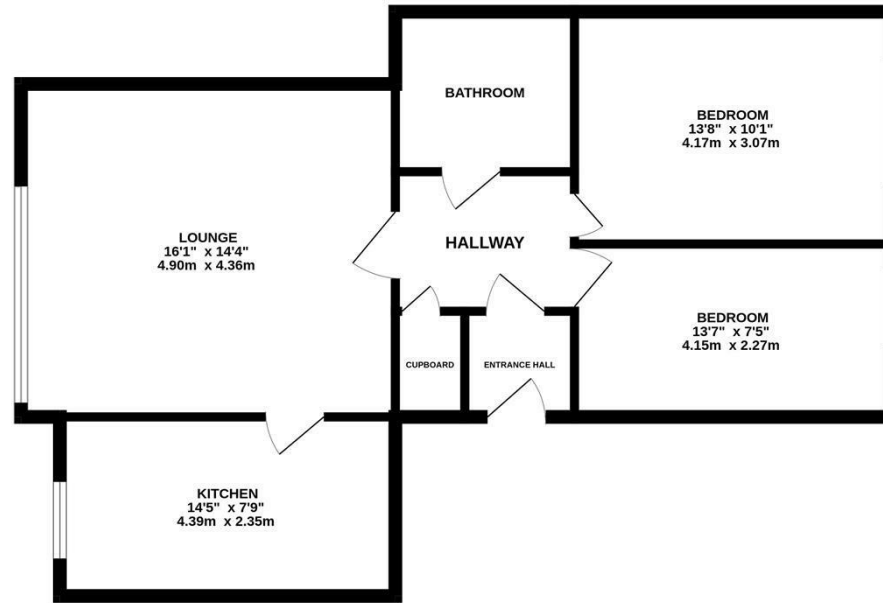 BATHROOM
BEDROOM
13'8" x 10'1"
4.17m x 3.07m
LOUNGE
16'1" x 14'4"
4.90m x 4.36m
HALLWAY
BEDROOM
13'7" x 7'5"
4.15m x 2.27m
CUPBOARD
ENTRANCE HALL
KITCHEN
14'5" x 7'9"
4.39m x 2.35m